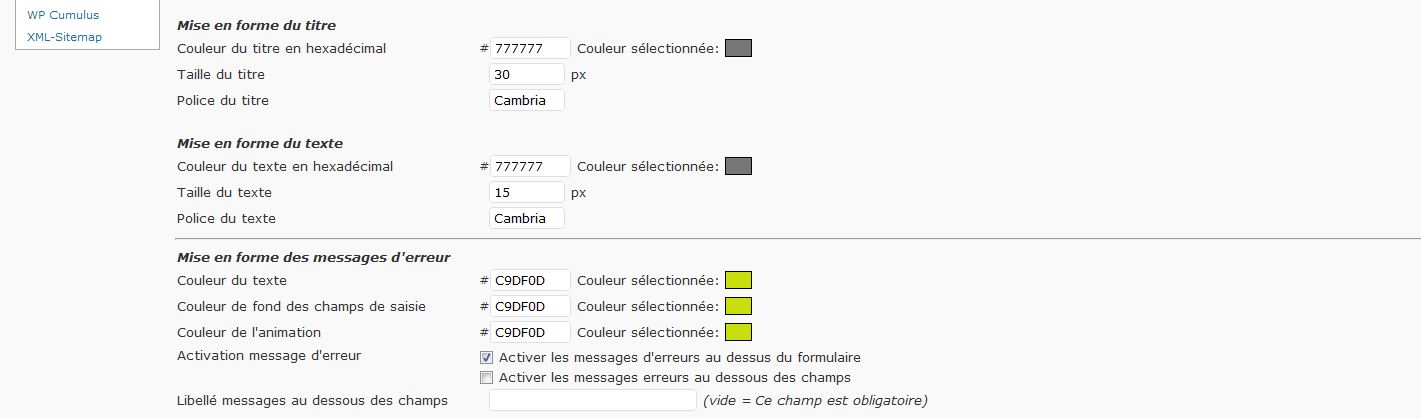 WP Cumulus
XML-Sitemap
Mise en forme du titre
Couleur du titre en hexadécimal # 777777 Couleur sélectionnée:
Taille du titre 30 px
Police du titre Cambria
Mise en forme du texte
Couleur du texte en hexadécimal # 777777 Couleur sélectionnée:
Taille du texte 15 px
Police du texte Cambria
Mise en forme des messages d'erreur
Couleur du texte # C9DF0D Couleur sélectionnée:
Couleur de fond des champs de saisie # C9DF0D Couleur sélectionnée:
Couleur de l'animation # C9DF0D Couleur sélectionnée:
Activation message d'erreur Activer les messages d'erreurs au dessus du formulaire
Activer les messages erreurs au dessous des champs
Libellé messages au dessous des champs (vide = Ce champ est obligatoire)